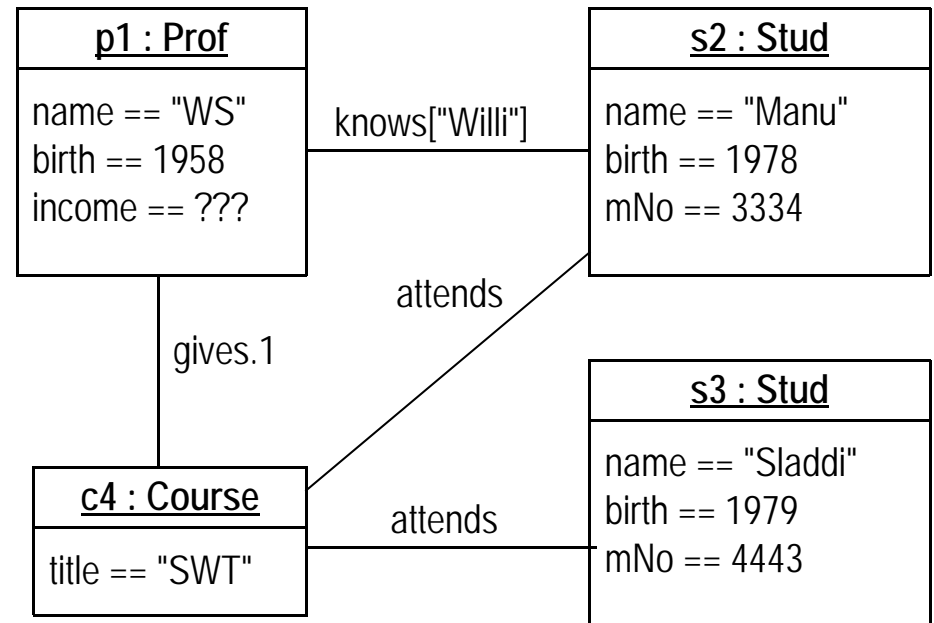 p1 : Prof
name == "WS"
birth == 1958
income == ???
knows["Willi"]
s2 : Stud
name == "Manu"
birth == 1978
mNo == 3334
attends
gives.1
s3 : Stud
name == "Sladdi"
birth == 1979
mNo == 4443
c4 : Course
title == "SWT"
attends